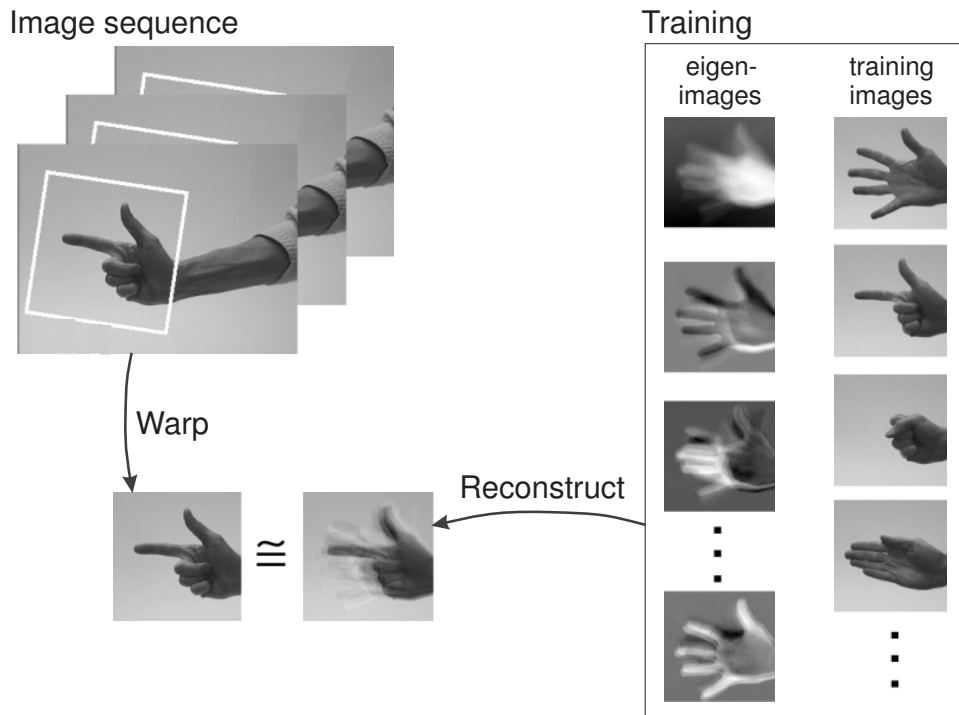 Image sequence
Training
eigen-
images
training
images
Warp
≅
Reconstruct